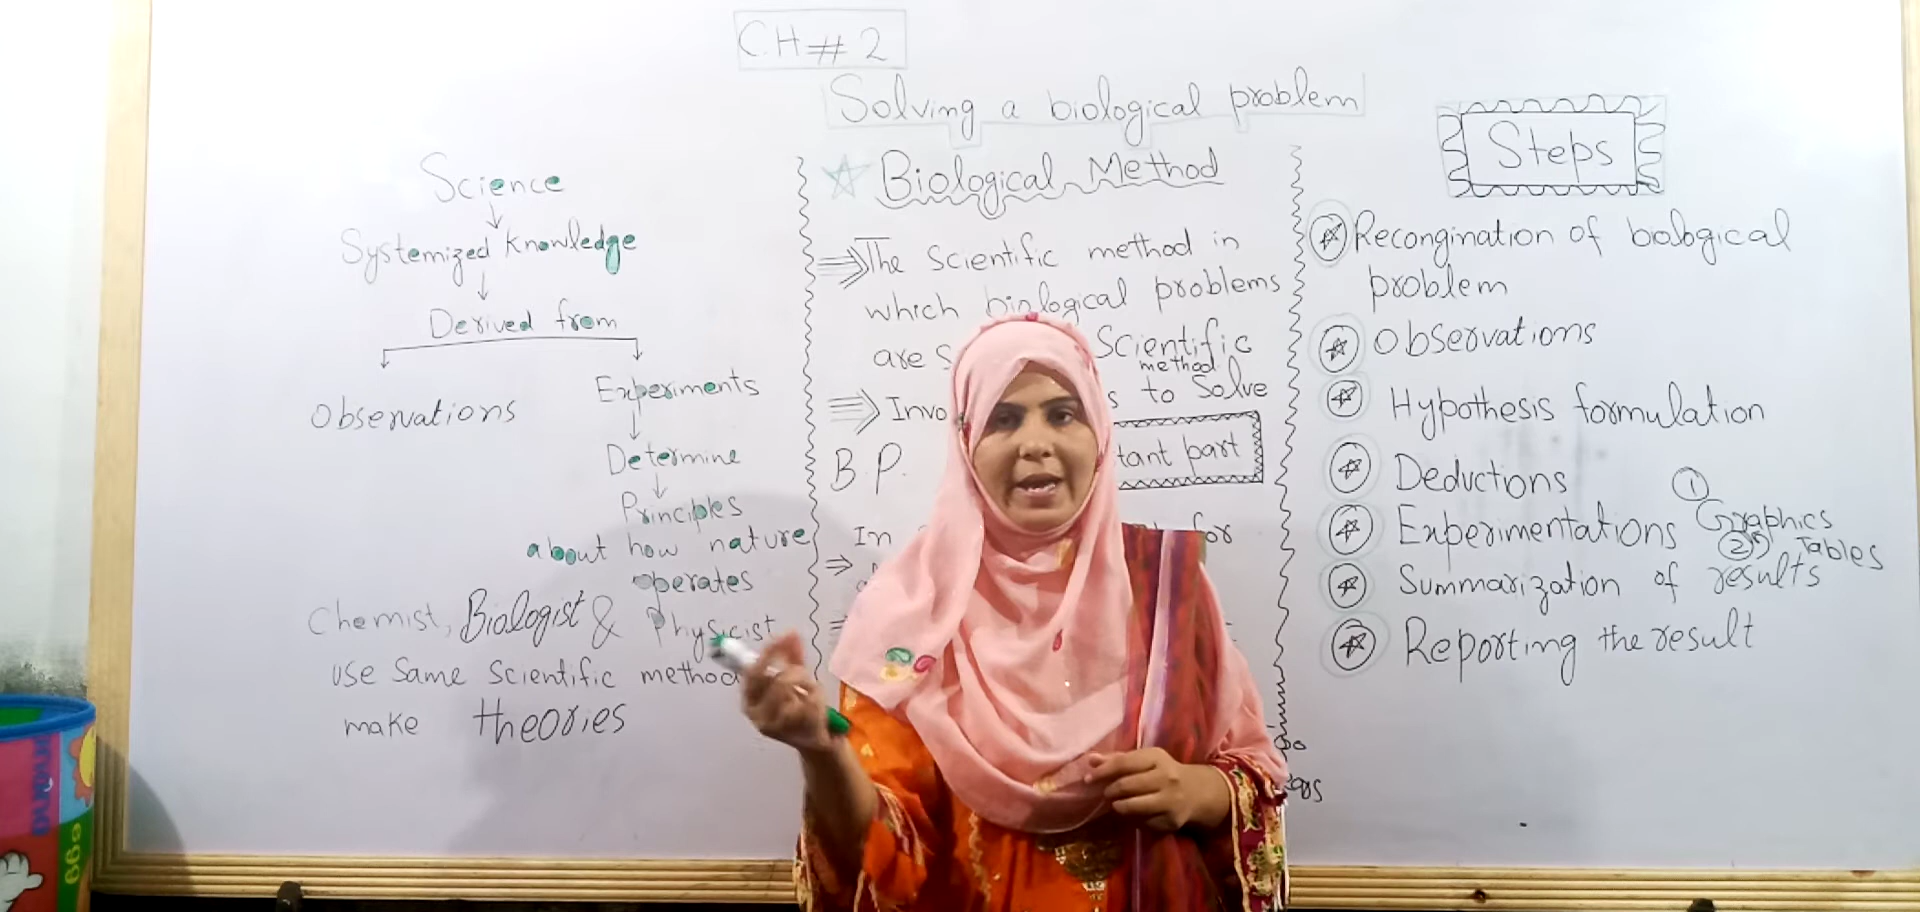 C.H # 2
Solving a biological problem
Science
Systemized knowledge
Derived from
Observations
Experiments
Determine
Principles
about how nature
operates
Chemist, Biologist & Physicist
use same scientific method
make theories
Biological Method
The Scientific method in
which biological problems
are Scientific
method
to Solve
B.P. part
In for
Steps
Recongination of biological
problem
Observations
Hypothesis formulation
Deductions
Experimentations
1
Graphics
2) Tables
Summarization of results
Reporting the result